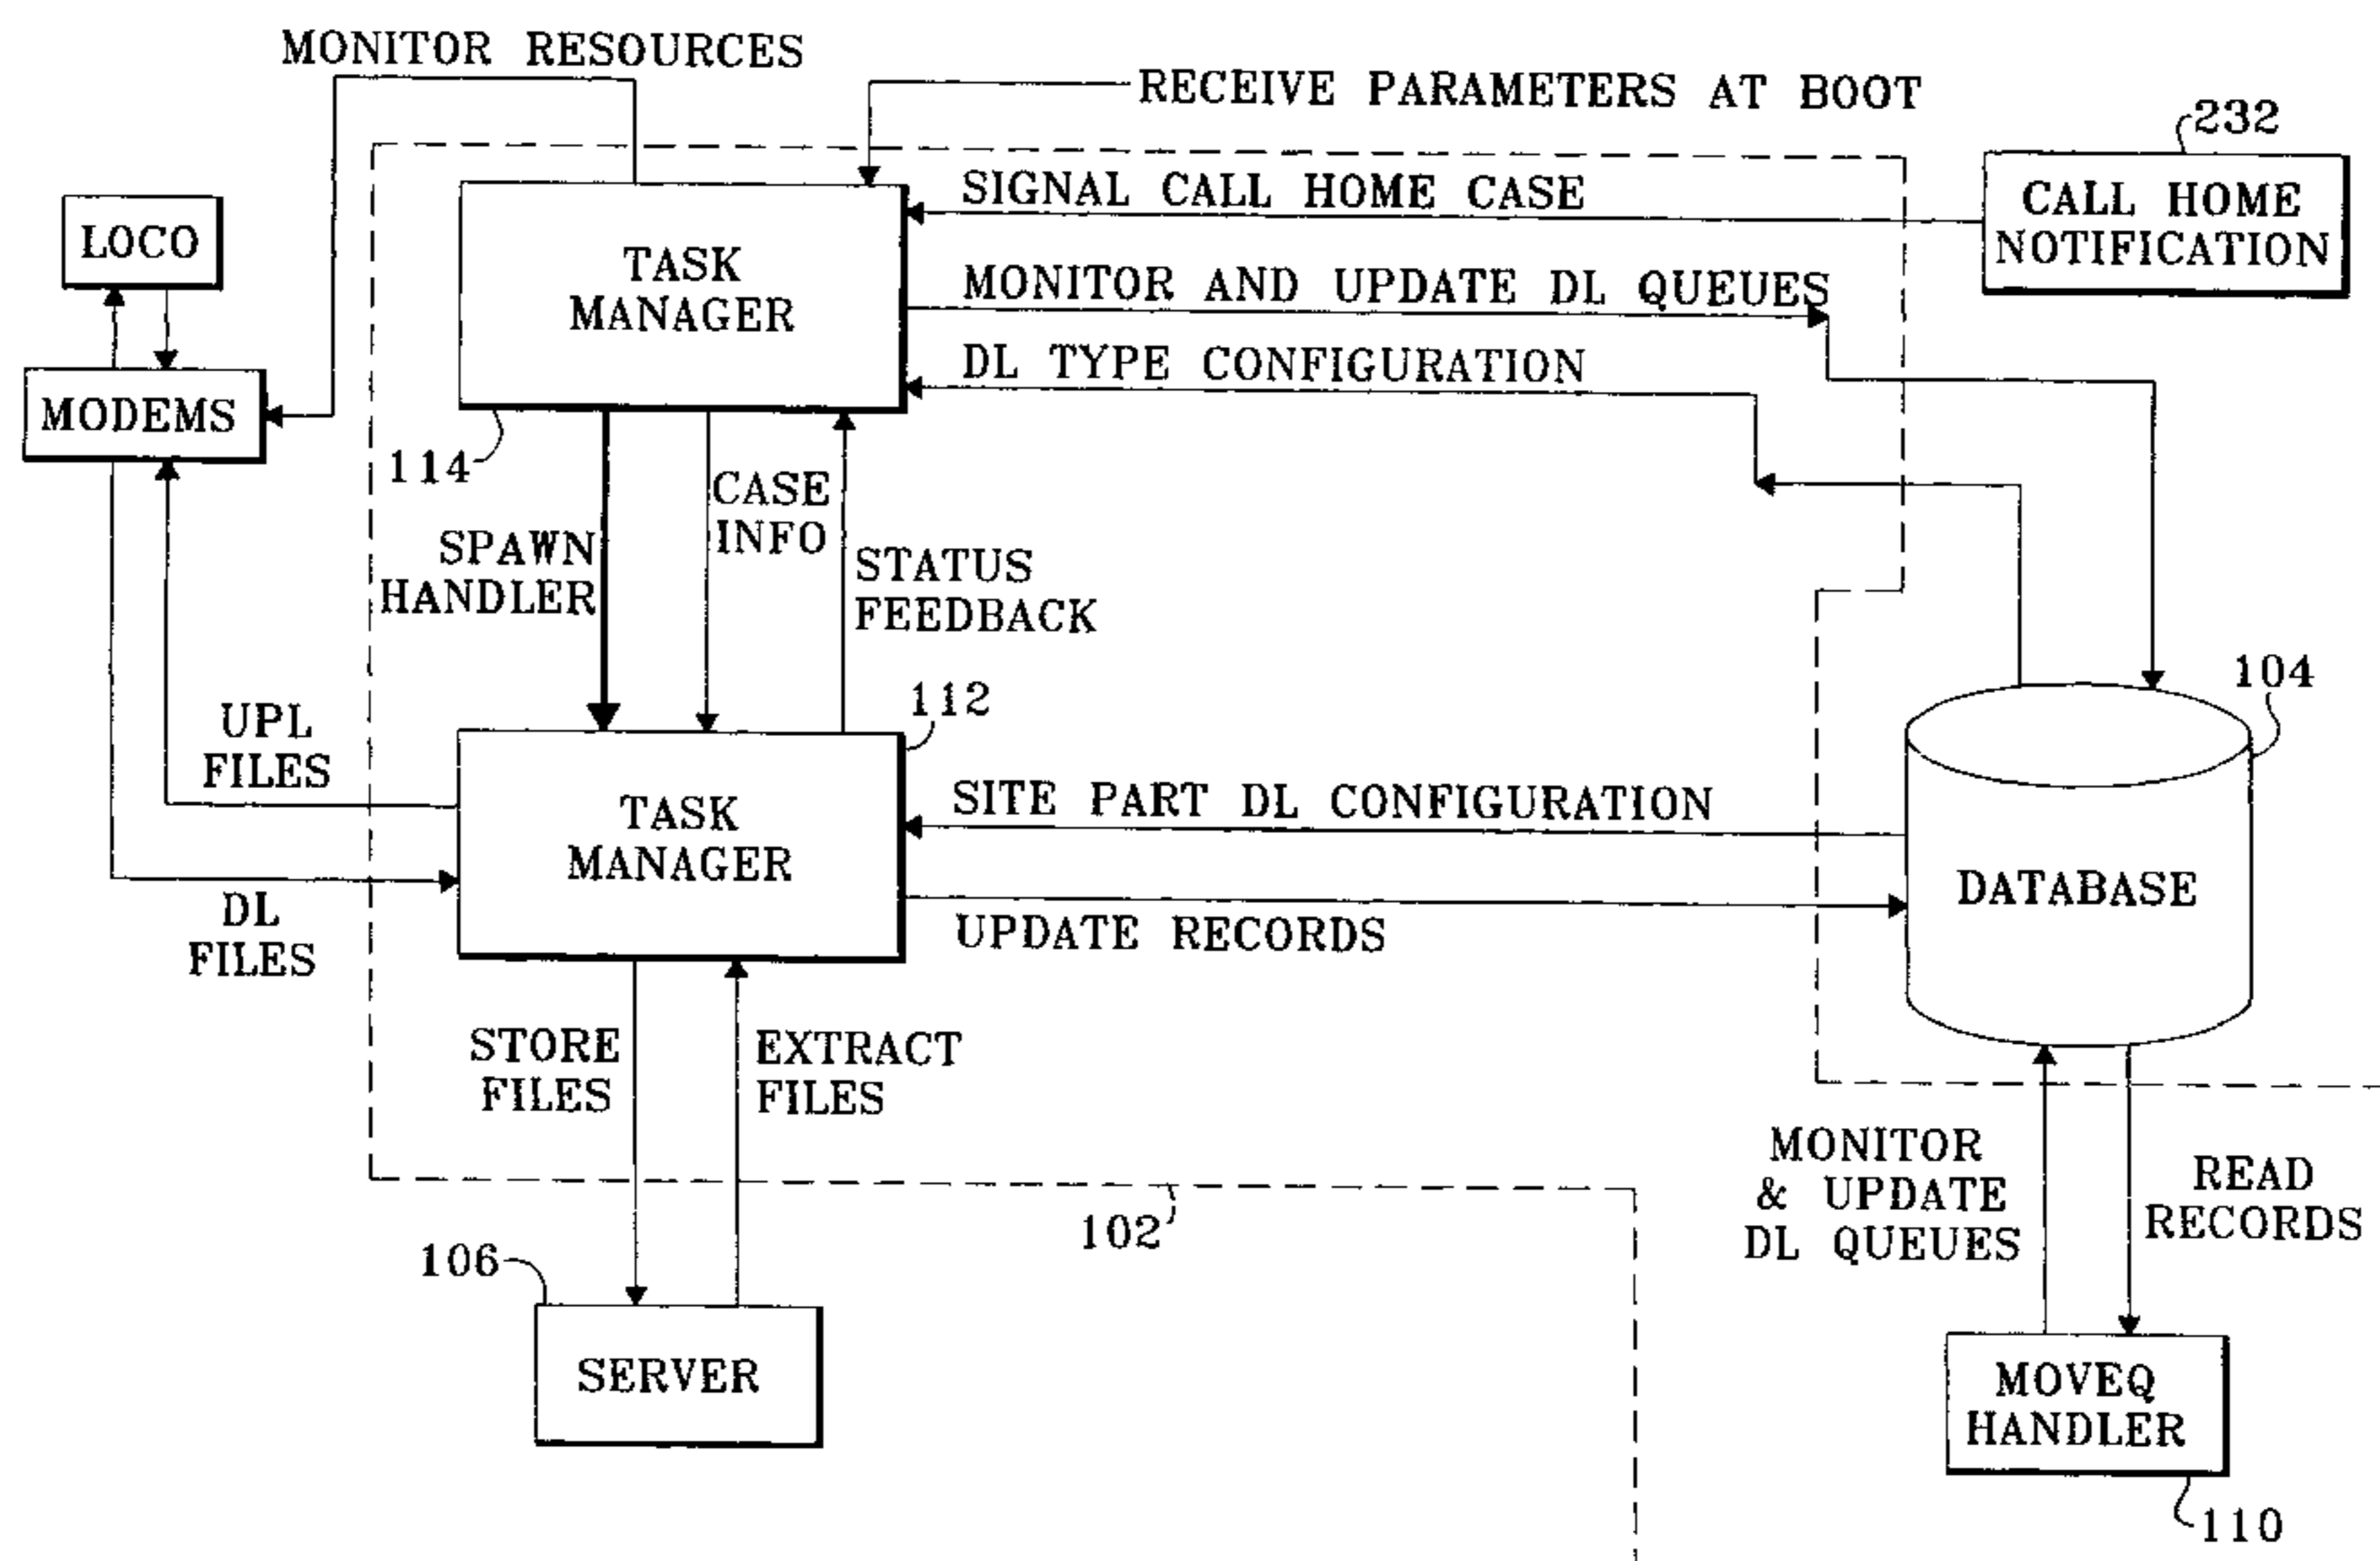 MONITOR RESOURCES
RECEIVE PARAMETERS AT BOOT
232
CALL HOME
NOTIFICATION
SIGNAL CALL HOME CASE
LOCO
TASK
MANAGER
MONITOR AND UPDATE DL QUEUES
DL TYPE CONFIGURATION
MODEMS
114
CASE
INFO
SPAWN
HANDLER
STATUS
FEEDBACK
104
112
UPL
FILES
TASK
MANAGER
SITE PART DL CONFIGURATION
DATABASE
DL
FILES
UPDATE RECORDS
STORE
FILES
EXTRACT
FILES
MONITOR
& UPDATE
DL QUEUES
READ
RECORDS
102
106
SERVER
MOVEQ
HANDLER
110